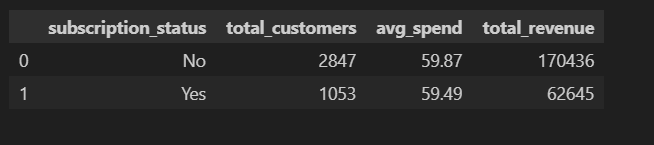 subscription_status total_customers avg_spend total_revenue
0 No 2847 59.87 170436
1 Yes 1053 59.49 62645